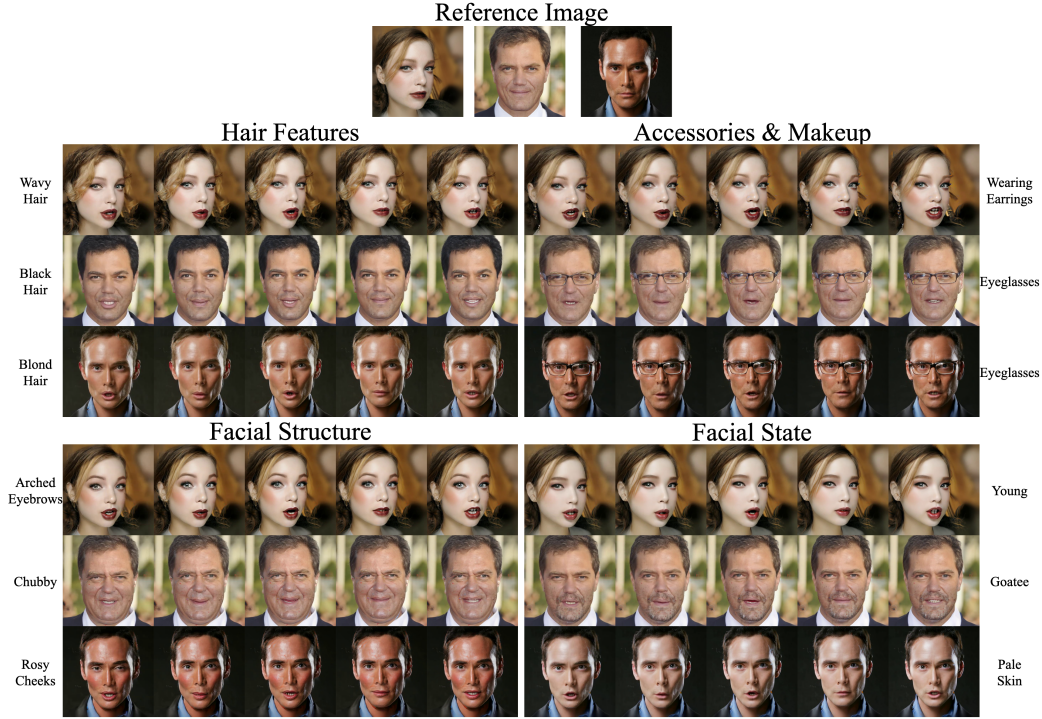 Reference Image
Hair Features
Accessories & Makeup
Wavy
Hair
Wearing
Earrings
Black
Hair
Eyeglasses
Blond
Hair
Eyeglasses
Facial Structure
Facial State
Arched
Eyebrows
Young
Chubby
Goatee
Rosy
Cheeks
Pale
Skin